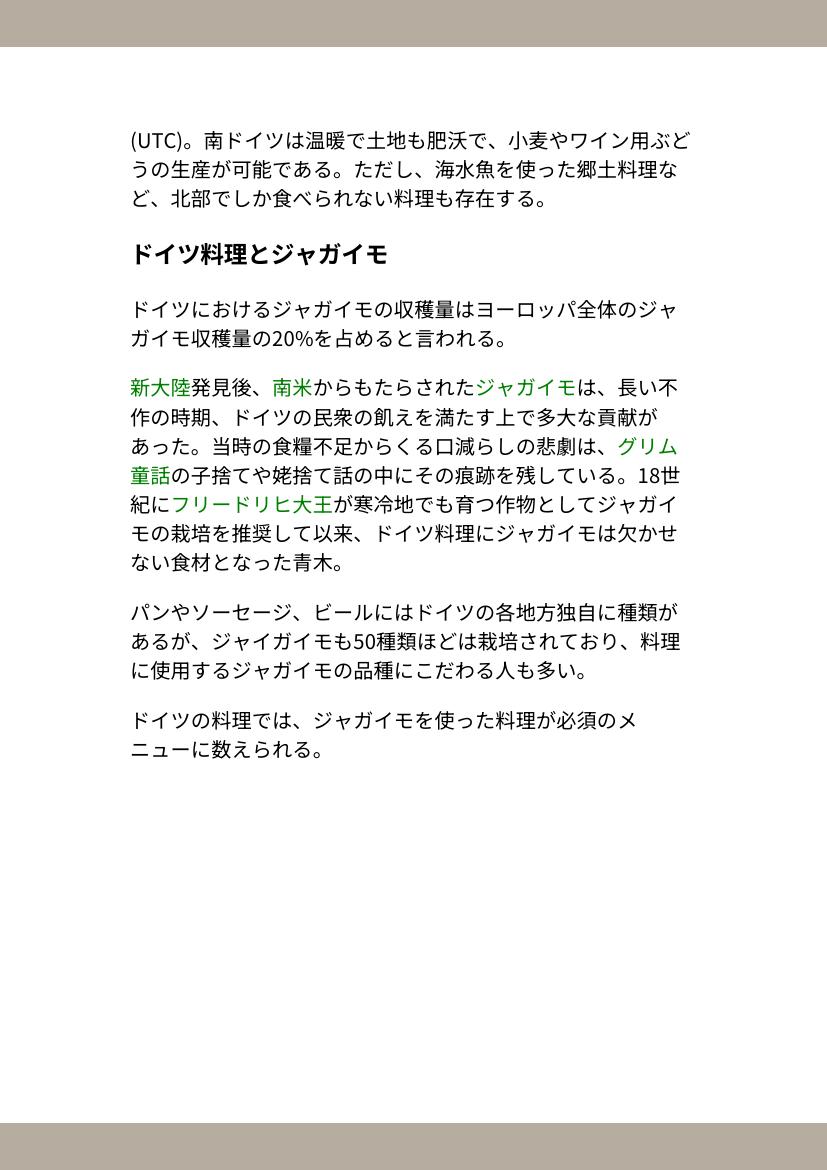 (UTC)。南ドイツは温暖で土地も肥沃で、小麦やワイン用ぶど
うの生産が可能である。ただし、海水魚を使った郷土料理な
ど、北部でしか食べられない料理も存在する。
ドイツ料理とジャガイモ
ドイツにおけるジャガイモの収穫量はヨーロッパ全体のジャ
ガイモ収穫量の20%を占めると言われる。
新大陸発見後、南米からもたらされたジャガイモは、長い不
作の時期、ドイツの民衆の飢えを満たす上で多大な貢献が
あった。当時の食糧不足からくる口減らしの悲劇は、グリム
童話の子捨てや姥捨て話の中にその痕跡を残している。18世
紀にフリードリヒ大王が寒冷地でも育つ作物としてジャガイ
モの栽培を推奨して以来、ドイツ料理にジャガイモは欠かせ
ない食材となった青木。
パンやソーセージ、ビールにはドイツの各地方独自に種類が
あるが、ジャイガイモも50種類ほどは栽培されており、料理
に使用するジャガイモの品種にこだわる人も多い。
ドイツの料理では、ジャガイモを使った料理が必須のメ
ニューに数えられる。